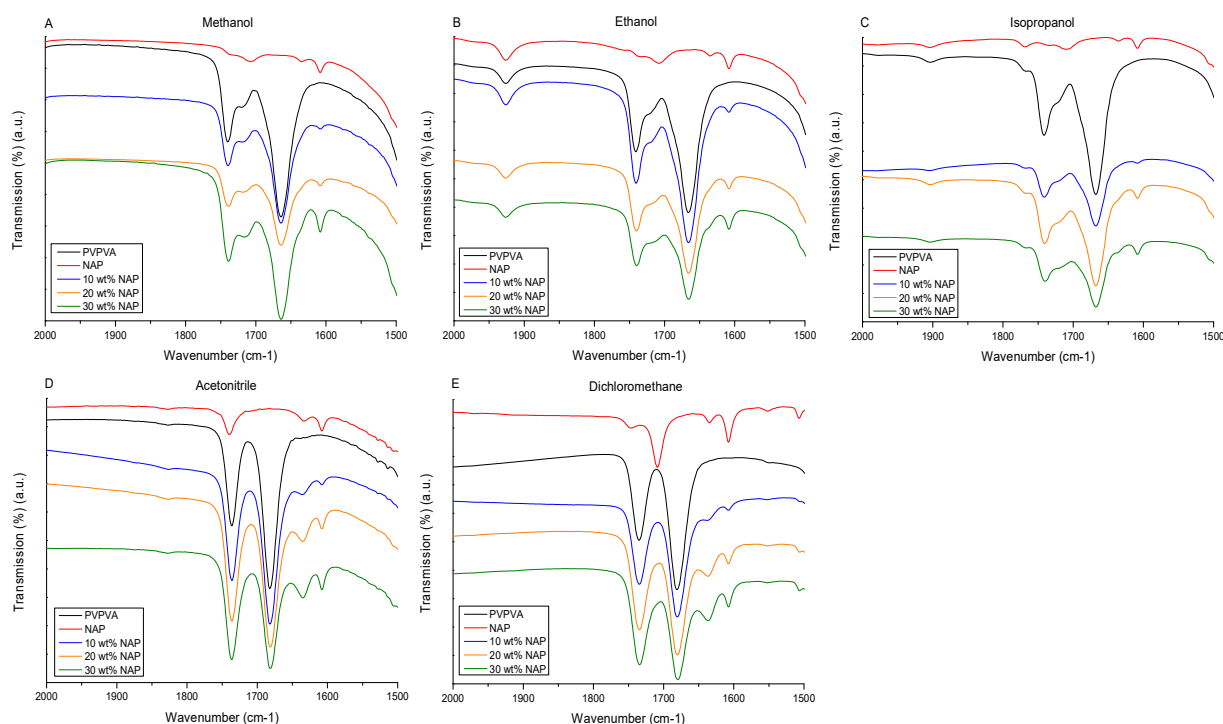 A
Methanol
Transmission (%) (a.u.)
PVPVA
NAP
10 wt% NAP
20 wt% NAP
30 wt% NAP
2000 1900 1800 1700 1600 1500
Wavenumber (cm-1)
B
Ethanol
Transmission (%) (a.u.)
PVPVA
NAP
10 wt% NAP
20 wt% NAP
30 wt% NAP
2000 1900 1800 1700 1600 1500
Wavenumber (cm-1)
C
Isopropanol
Transmission (%) (a.u.)
PVPVA
NAP
10 wt% NAP
20 wt% NAP
30 wt% NAP
2000 1900 1800 1700 1600 1500
Wavenumber (cm-1)
D
Acetonitrile
Transmission (%) (a.u.)
PVPVA
NAP
10 wt% NAP
20 wt% NAP
30 wt% NAP
2000 1900 1800 1700 1600 1500
Wavenumber (cm-1)
E
Dichloromethane
Transmission (%) (a.u.)
PVPVA
NAP
10 wt% NAP
20 wt% NAP
30 wt% NAP
2000 1900 1800 1700 1600 1500
Wavenumber (cm-1)